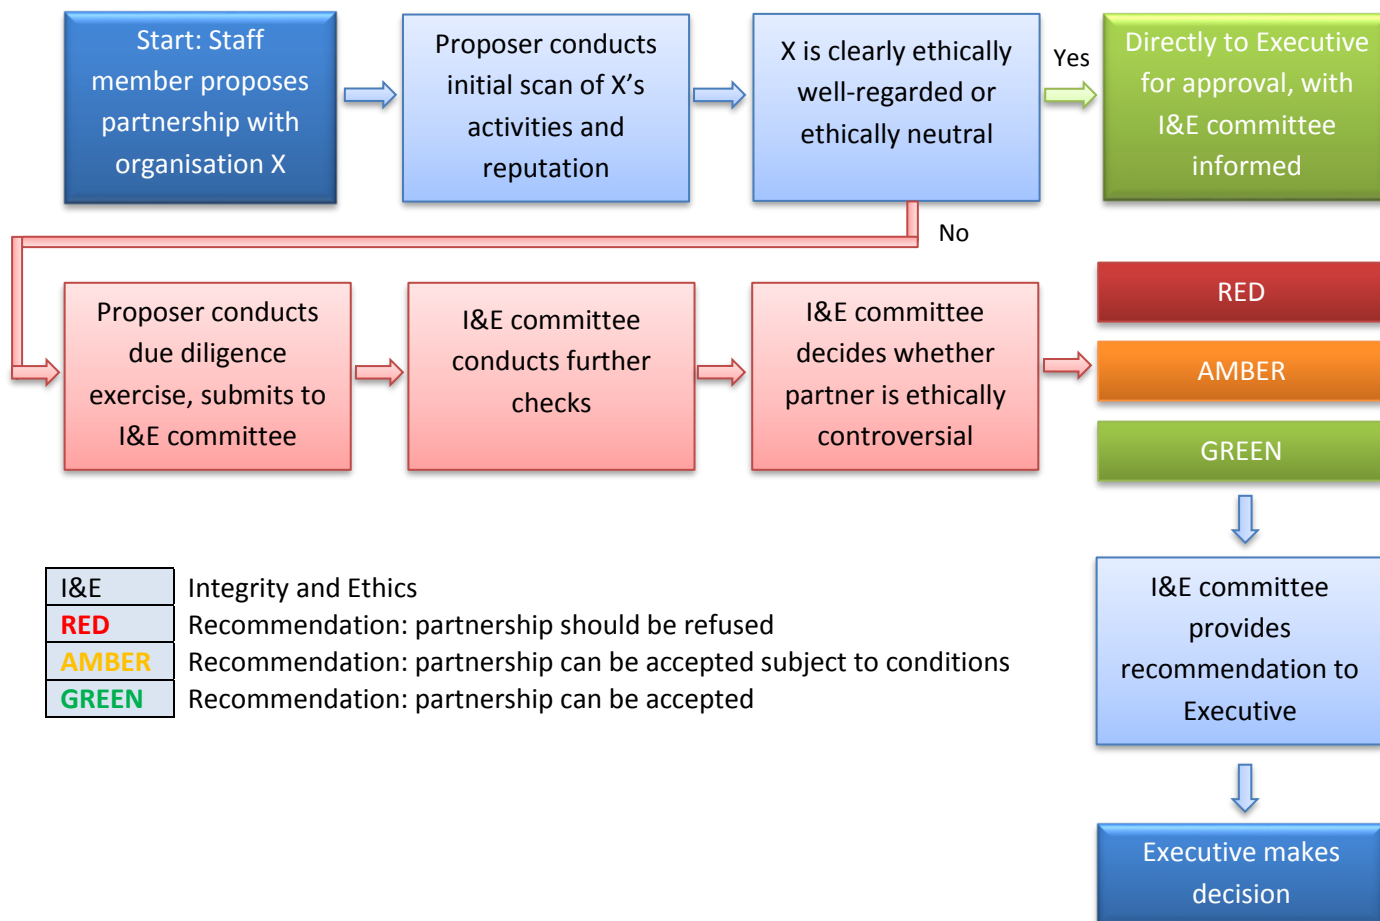 Start: Staff
member proposes
partnership with
organisation X
Proposer conducts
initial scan of X’s
activities and
reputation
X is clearly ethically
well-regarded or
ethically neutral
Yes
Directly to Executive
for approval, with
I&E committee
informed
No
Proposer conducts
due diligence
exercise, submits to
I&E committee
I&E committee
conducts further
checks
I&E committee
decides whether
partner is ethically
controversial
RED
AMBER
GREEN
I&E committee
provides
recommendation to
Executive
Executive makes
decision
I&E Integrity and Ethics
RED Recommendation: partnership should be refused
AMBER Recommendation: partnership can be accepted subject to conditions
GREEN Recommendation: partnership can be accepted